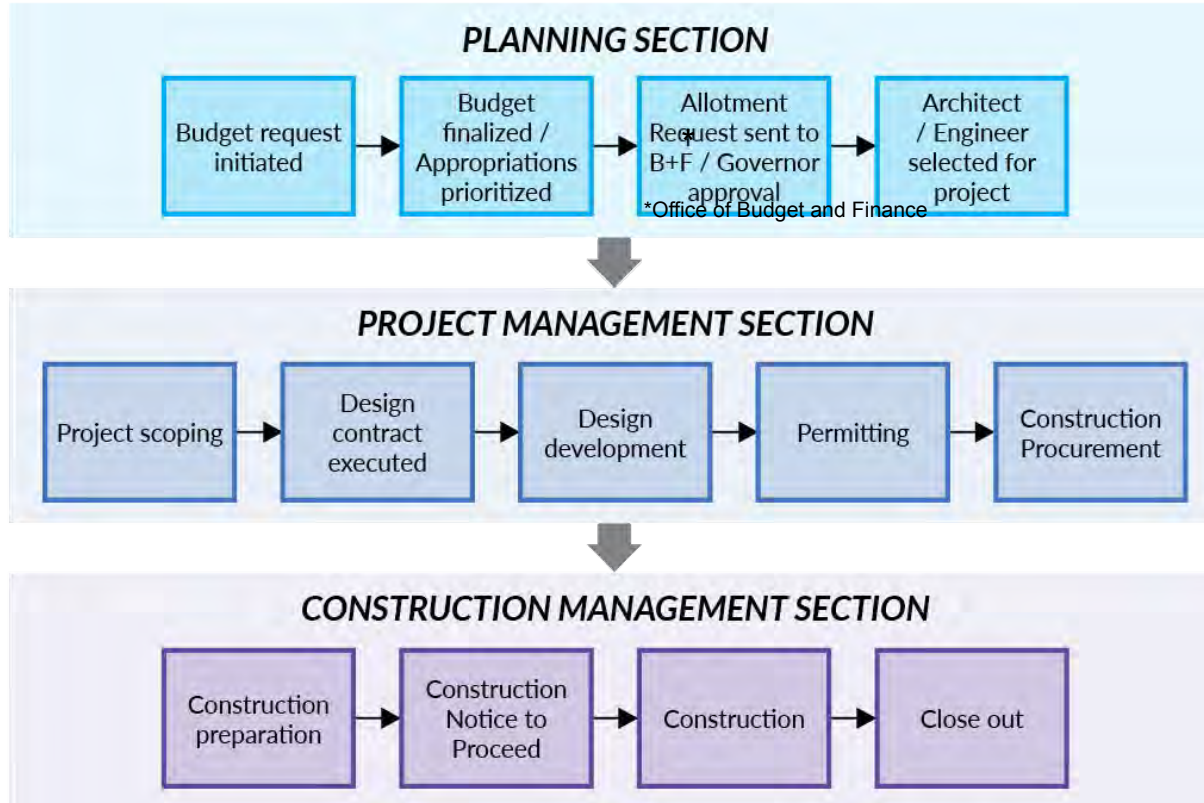 PLANNING SECTION
Budget request
initiated
Budget
finalized /
Appropriations
prioritized
Allotment
Request sent to
*
B+F / Governor
approval
*Office of Budget and Finance
Architect
/ Engineer
selected for
project
PROJECT MANAGEMENT SECTION
Project scoping
Design
contract
executed
Design
development
Permitting
Construction
Procurement
CONSTRUCTION MANAGEMENT SECTION
Construction
preparation
Construction
Notice to
Proceed
Construction
Close out